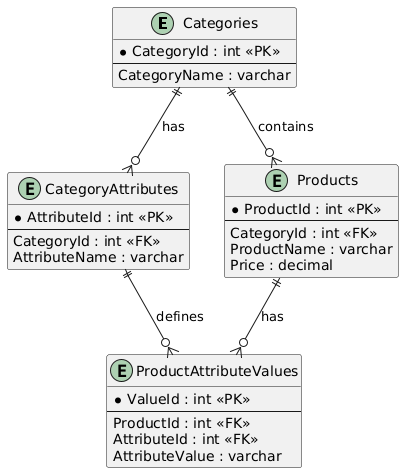 E Categories
* CategoryId : int «PK»
CategoryName : varchar
has
contains
E CategoryAttributes
* AttributeId : int «PK»
CategoryId : int «FK»
AttributeName : varchar
E Products
* ProductId : int «PK»
CategoryId : int «FK»
ProductName : varchar
Price : decimal
defines
has
E ProductAttributeValues
* ValueId : int «PK»
ProductId : int «FK»
AttributeId : int «FK»
AttributeValue : varchar